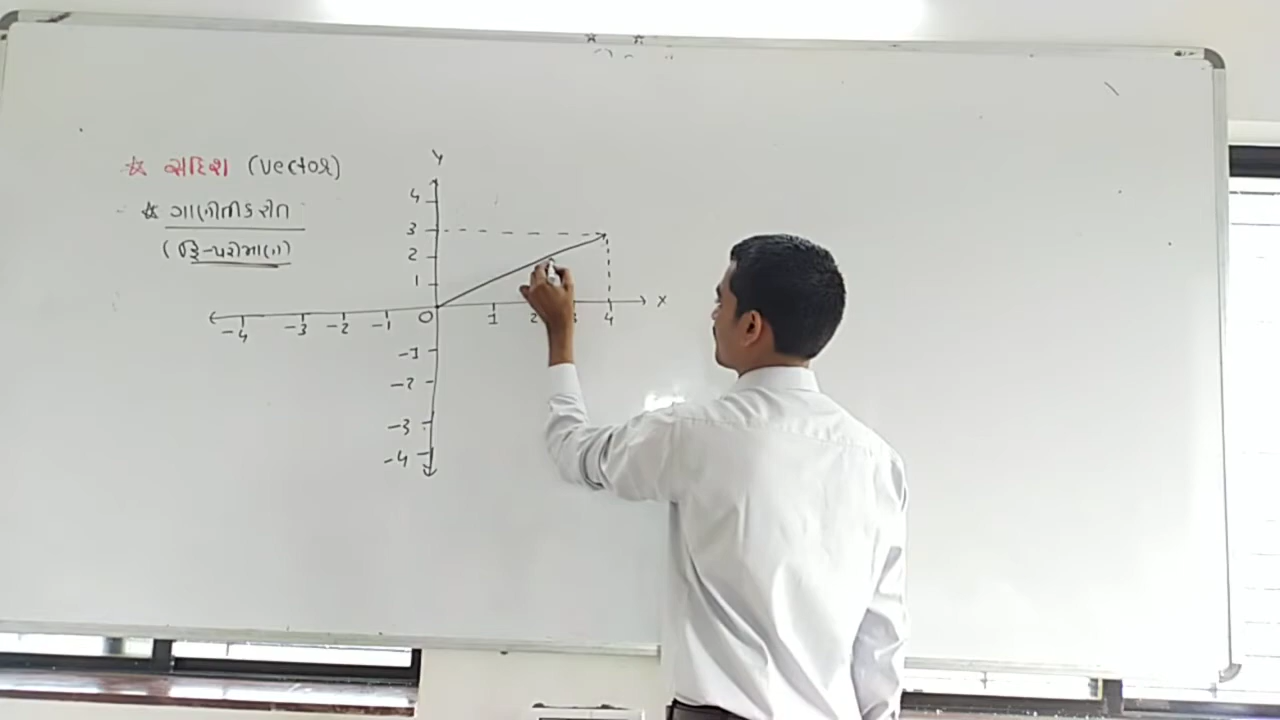 ☆ સદિશ (Vector)
☆ ગાણીતીક રીત
(દ્વિ-પરીમાણ)
Y
4
3
2
1
-4 -3 -2 -1 0 1 2 3 4 X
-1
-2
-3
-4